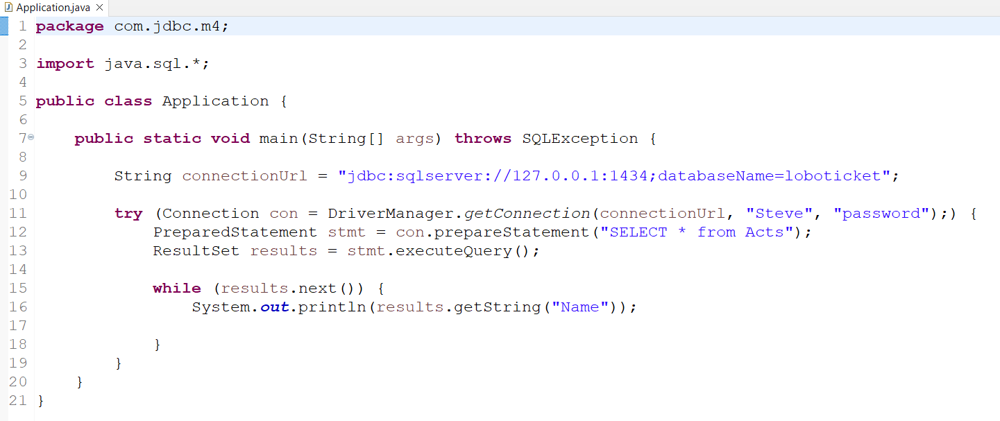 Application.java
1 package com.jdbc.m4;
2
3 import java.sql.*;
4
5 public class Application {
6
7     public static void main(String[] args) throws SQLException {
8
9         String connectionUrl = "jdbc:sqlserver://127.0.0.1:1434;databaseName=loboticket";
10
11         try (Connection con = DriverManager.getConnection(connectionUrl, "Steve", "password");) {
12             PreparedStatement stmt = con.prepareStatement("SELECT * from Acts");
13             ResultSet results = stmt.executeQuery();
14
15             while (results.next()) {
16                 System.out.println(results.getString("Name"));
17
18             }
19         }
20     }
21 }